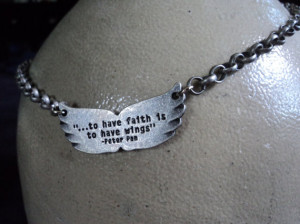 "...to have faith is
to have wings"
-Peter Pan